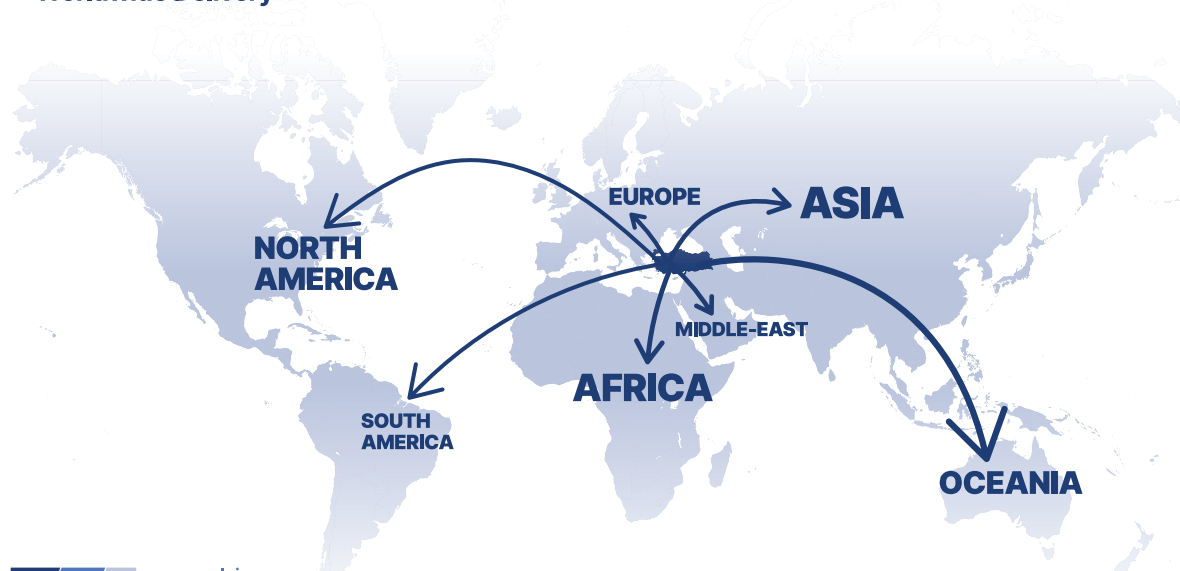 EUROPE
ASIA
NORTH
AMERICA
MIDDLE-EAST
AFRICA
SOUTH
AMERICA
OCEANIA